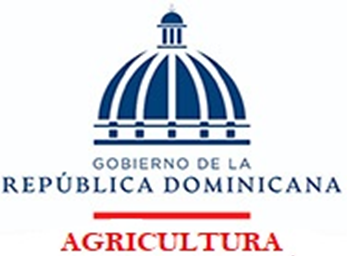 GOBIERNO DE LA
REPÚBLICA DOMINICANA
AGRICULTURA